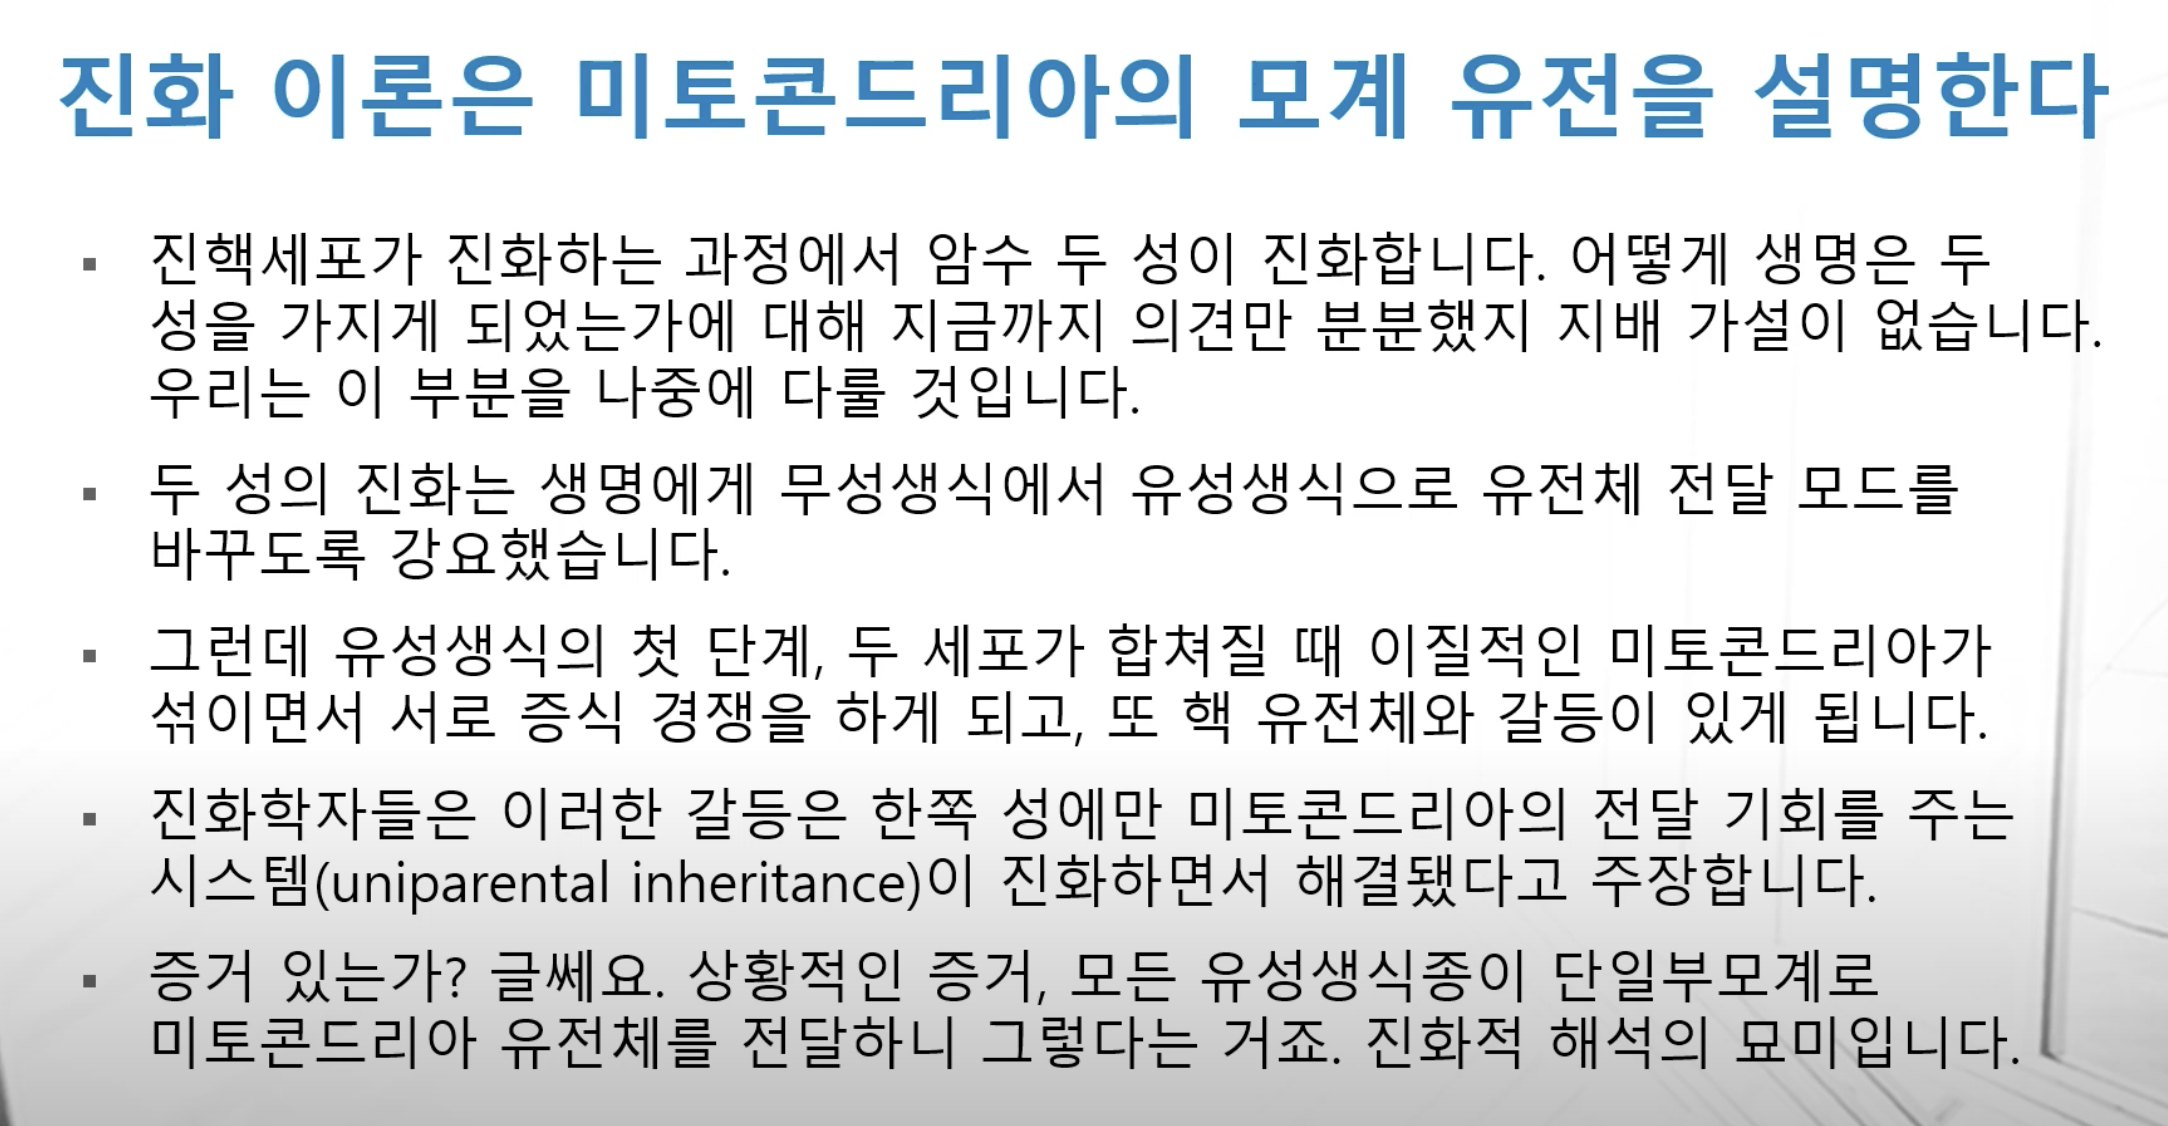 진화 이론은 미토콘드리아의 모계 유전을 설명한다
▪ 진핵세포가 진화하는 과정에서 암수 두 성이 진화합니다. 어떻게 생명은 두
성을 가지게 되었는가에 대해 지금까지 의견만 분분했지 지배 가설이 없습니다.
우리는 이 부분을 나중에 다룰 것입니다.
▪ 두 성의 진화는 생명에게 무성생식에서 유성생식으로 유전체 전달 모드를
바꾸도록 강요했습니다.
▪ 그런데 유성생식의 첫 단계, 두 세포가 합쳐질 때 이질적인 미토콘드리아가
섞이면서 서로 증식 경쟁을 하게 되고, 또 핵 유전체와 갈등이 있게 됩니다.
▪ 진화학자들은 이러한 갈등은 한쪽 성에만 미토콘드리아의 전달 기회를 주는
시스템(uniparental inheritance)이 진화하면서 해결됐다고 주장합니다.
▪ 증거 있는가? 글쎄요. 상황적인 증거, 모든 유성생식종이 단일부모계로
미토콘드리아 유전체를 전달하니 그렇다는 거죠. 진화적 해석의 묘미입니다.